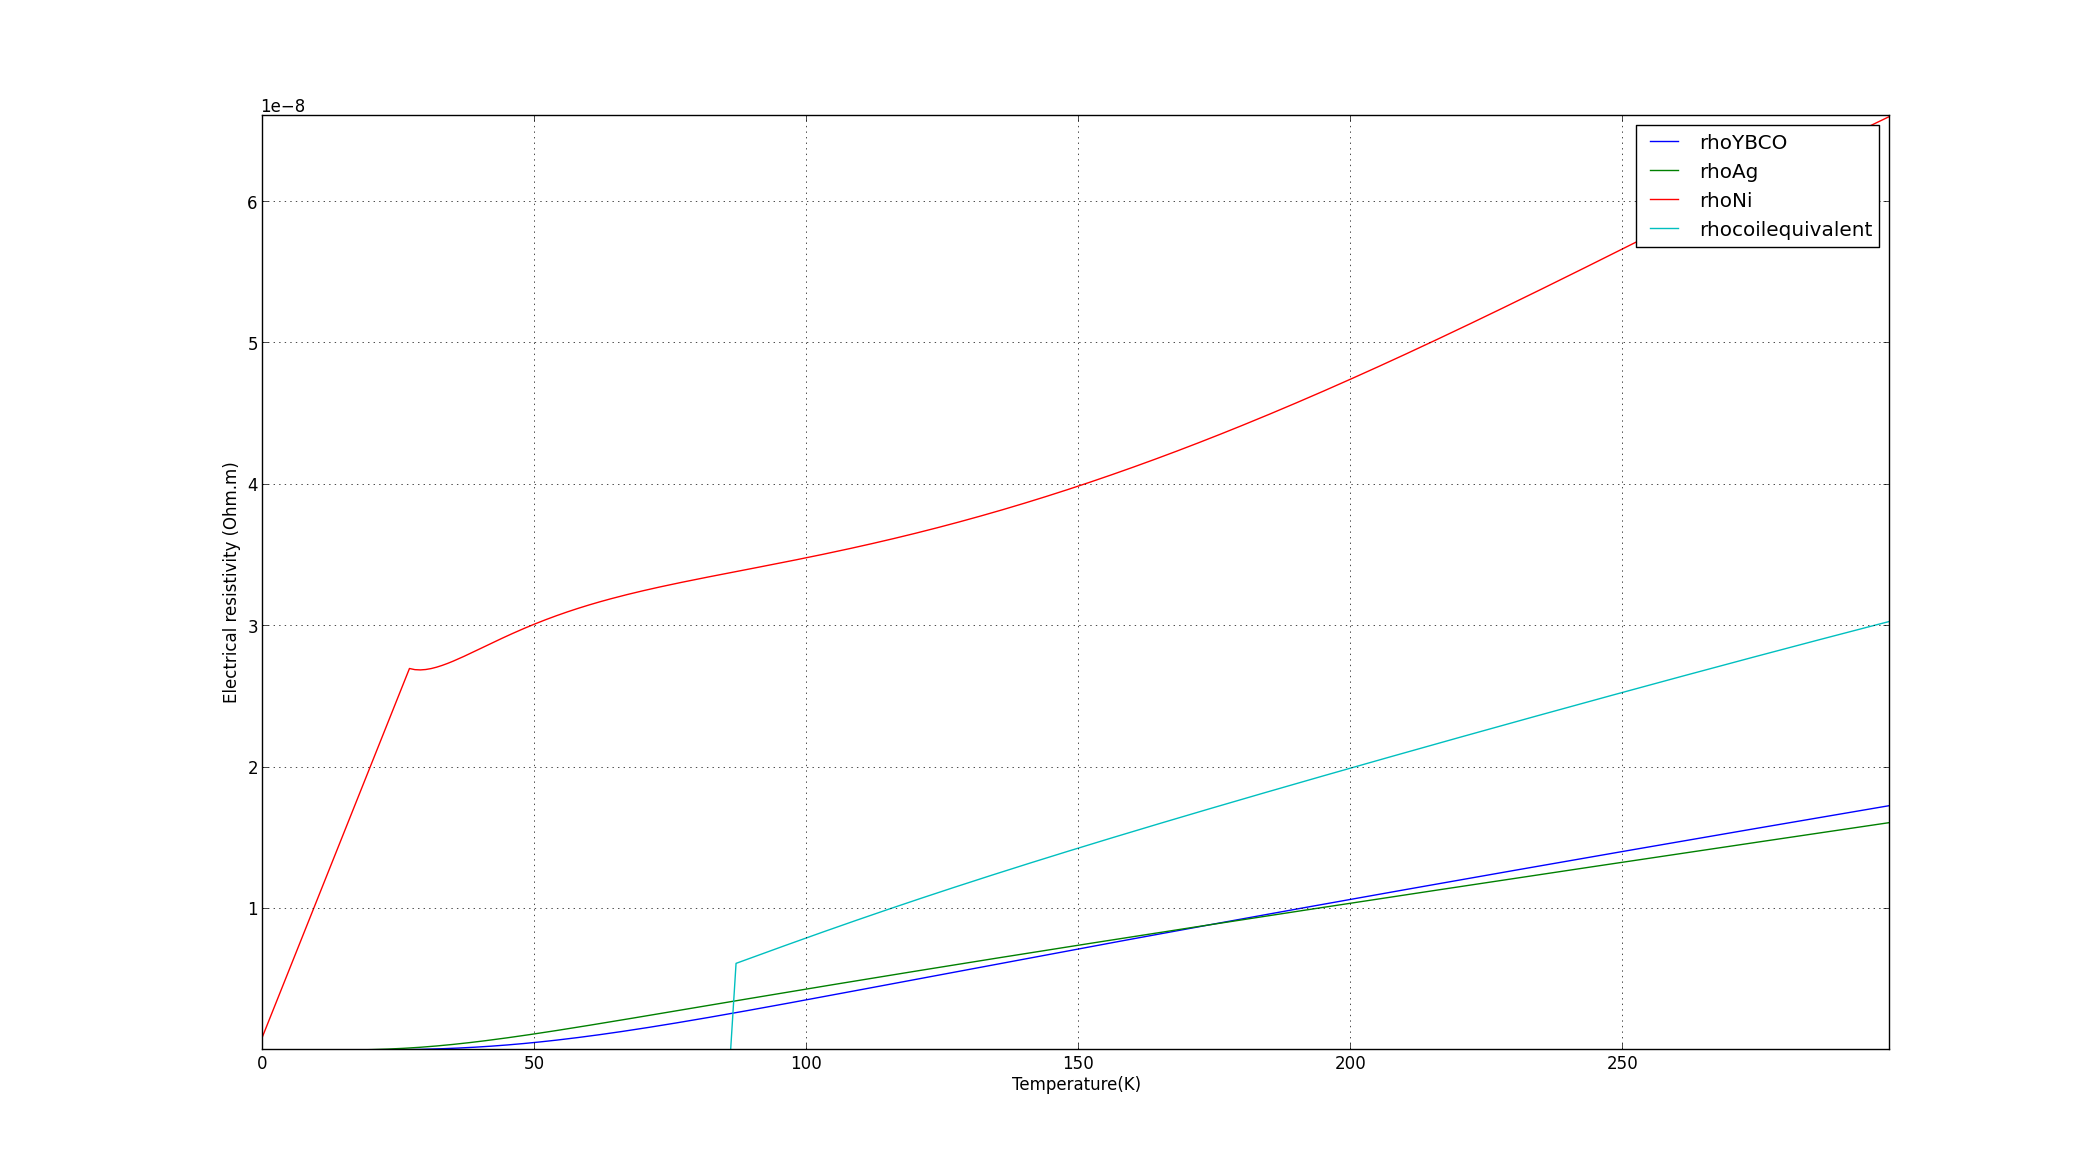 1e−8
rhoYBCO
rhoAg
rhoNi
rhocoilequivalent
6
5
4
3
2
1
Electrical resistivity (Ohm.m)
0 50 100 150 200 250
Temperature(K)